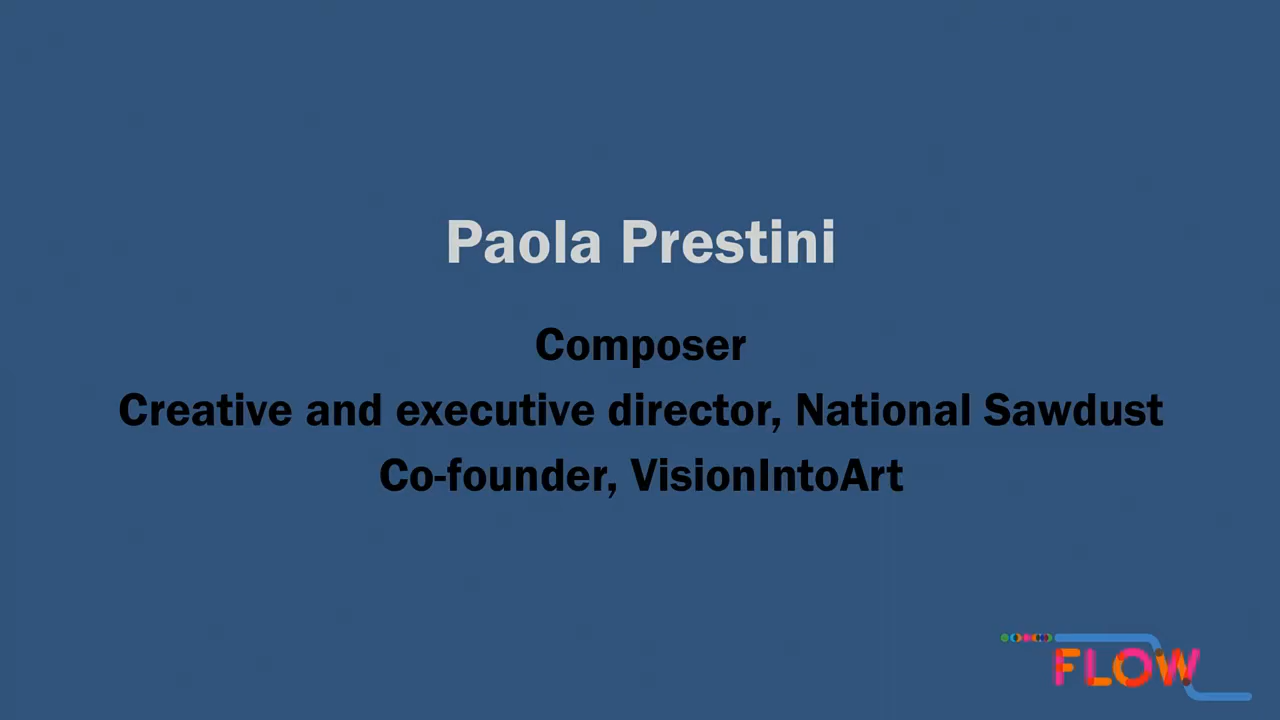 Paola Prestini
Composer
Creative and executive director, National Sawdust
Co-founder, VisionIntoArt
FLOW